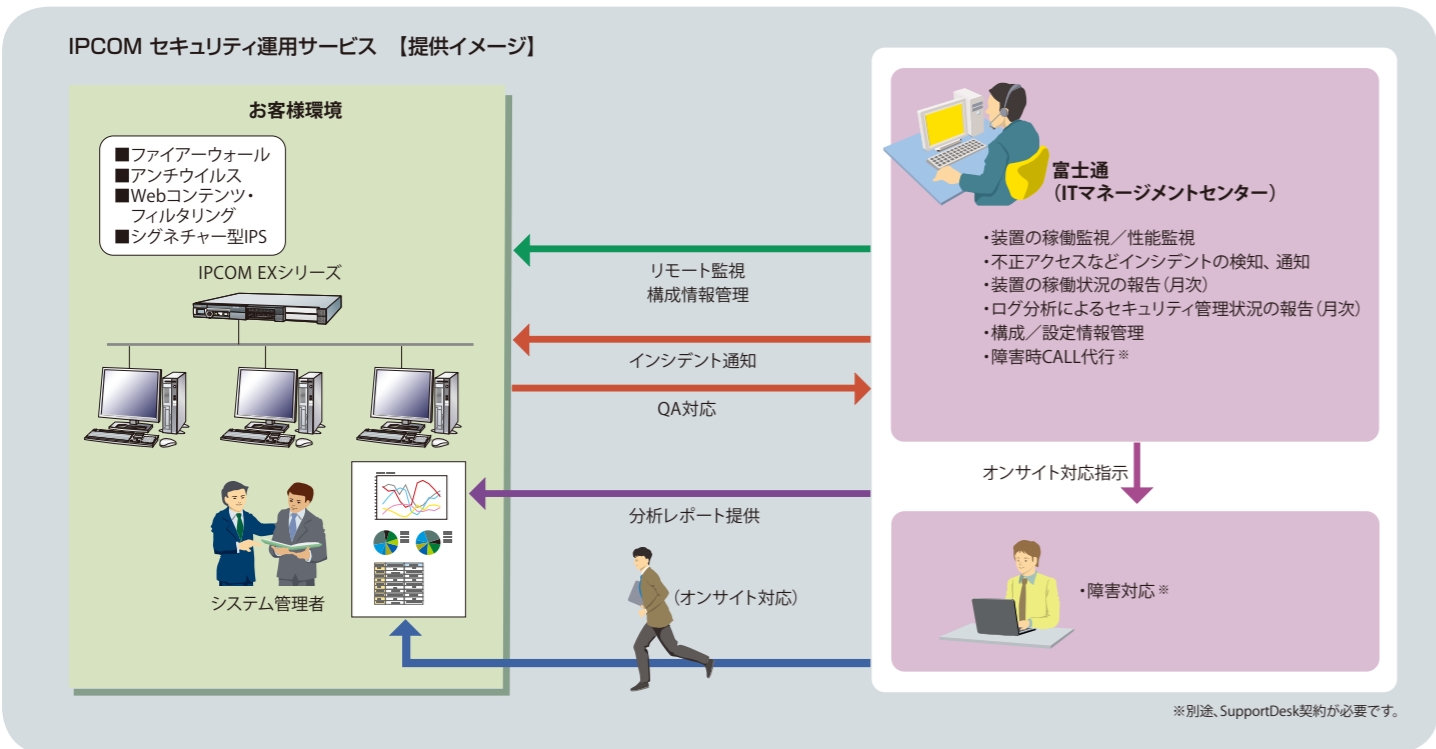 IPCOM セキュリティ運用サービス 【提供イメージ】
お客様環境
■ファイアーウォール
■アンチウイルス
■Webコンテンツ・
フィルタリング
■シグネチャー型IPS
IPCOM EXシリーズ
システム管理者
リモート監視
構成情報管理
インシデント通知
QA対応
分析レポート提供
（オンサイト対応）
富士通
（ITマネージメントセンター）
・装置の稼働監視／性能監視
・不正アクセスなどインシデントの検知、通知
・装置の稼働状況の報告（月次）
・ログ分析によるセキュリティ管理状況の報告（月次）
・構成／設定情報管理
・障害時CALL代行※
オンサイト対応指示
・障害対応※
※別途、SupportDesk契約が必要です。